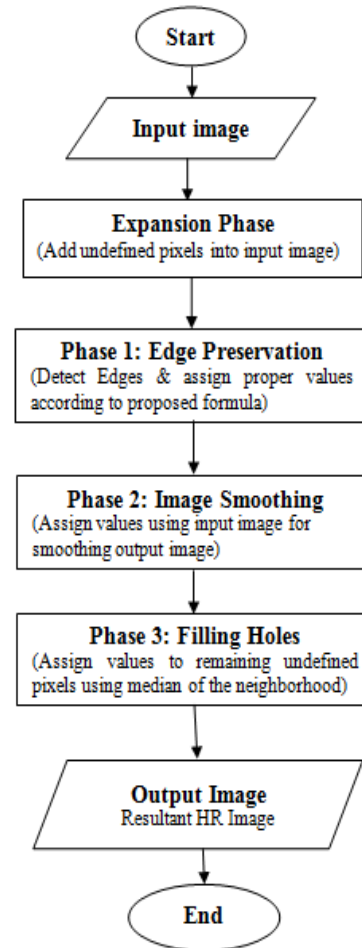 Start
Input image
Expansion Phase
(Add undefined pixels into input image)
Phase 1: Edge Preservation
(Detect Edges & assign proper values
according to proposed formula)
Phase 2: Image Smoothing
(Assign values using input image for
smoothing output image)
Phase 3: Filling Holes
(Assign values to remaining undefined
pixels using median of the neighborhood)
Output Image
Resultant HR Image
End